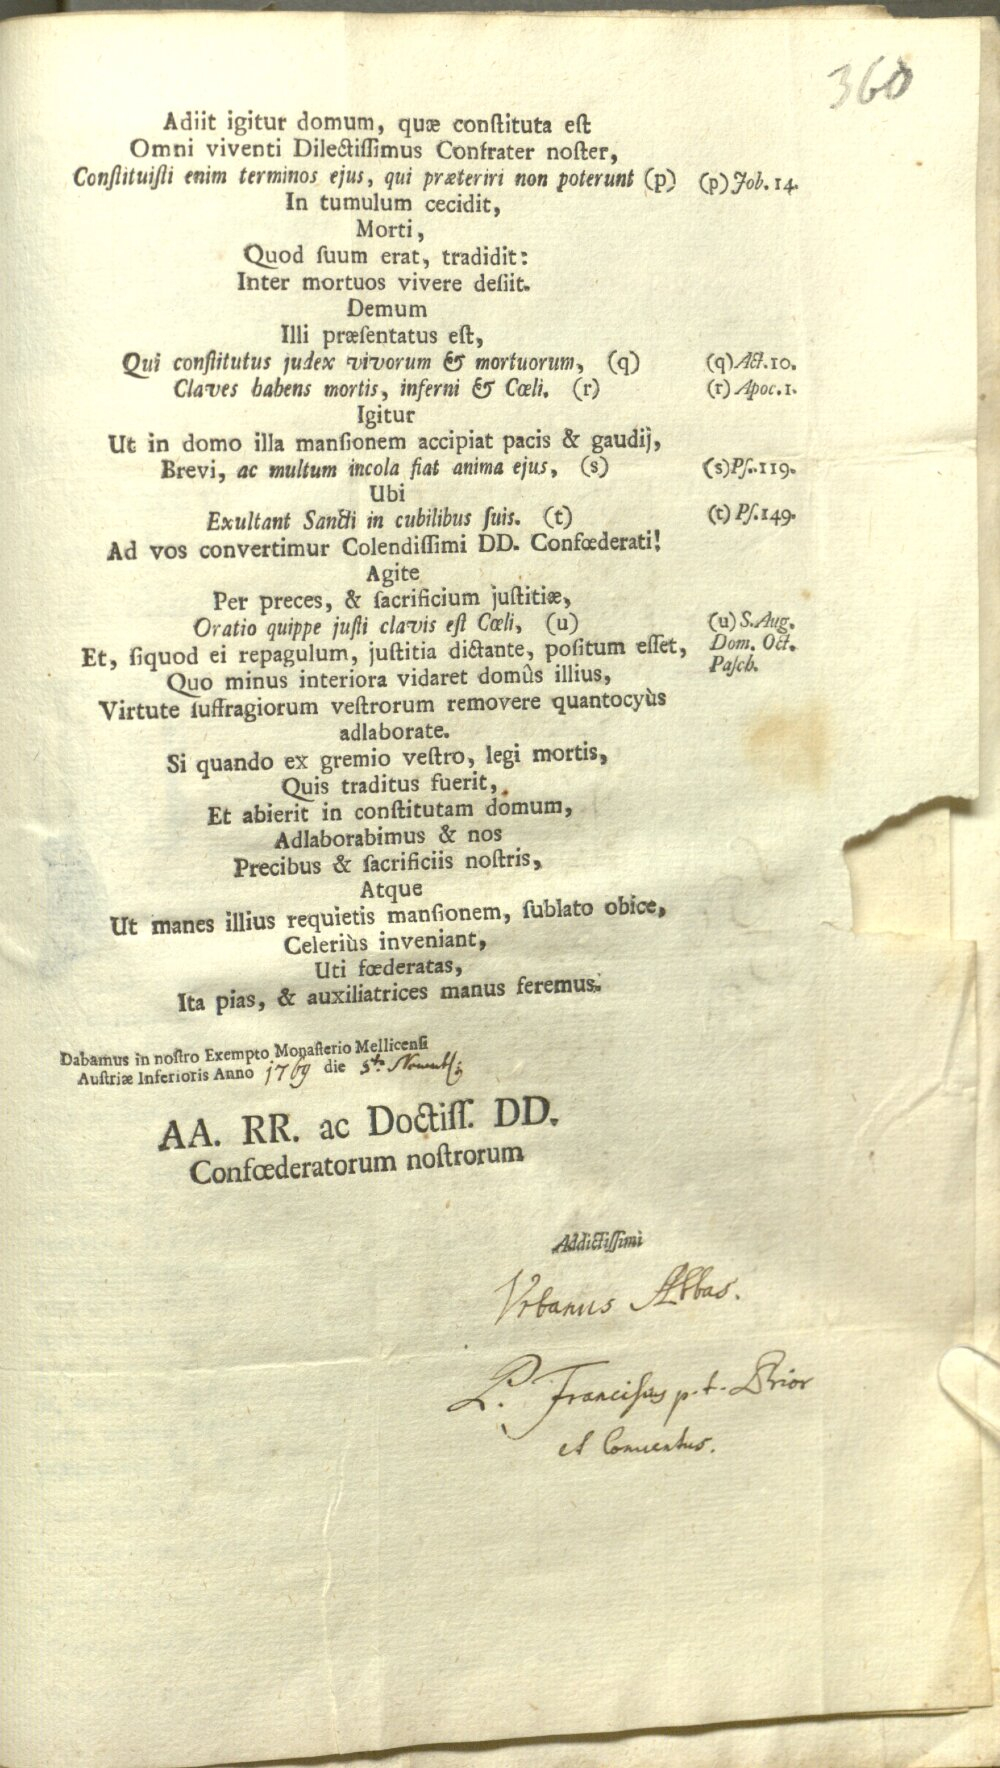 360
Adiit igitur domum, quæ conſtituta eſt
Omni viventi Dilectiſſimus Confrater noſter,
Conſtituiſti enim terminos ejus, qui præteriri non poterunt (p) (p) Job. 14.
In tumulum cecidit,
Morti,
Quod ſuum erat, tradidit:
Inter mortuos vivere deſiit.
Demum
Illi præſentatus eſt,
Qui conſtitutus judex vivorum & mortuorum, (q) (q) Act. 10.
Claves habens mortis, inferni & Cœli. (r) (r) Apoc. 1.
Igitur
Ut in domo illa manſionem accipiat pacis & gaudij,
Brevi, ac multum incola fiat anima ejus, (s) (s) Pſ. 119.
Ubi
Exultant Sancti in cubilibus ſuis. (t) (t) Pſ. 149.
Ad vos convertimur Colendiſſimi DD. Confœderati!
Agite
Per preces, & ſacrificium juſtitiæ,
Oratio quippe juſti clavis eſt Cœli, (u) (u) S. Aug.
Et, ſiquod ei repagulum, juſtitia dictante, poſitum eſſet, Dom. Oct.
Quo minus interiora vidaret domûs illius, Paſch.
Virtute ſuffragiorum veſtrorum removere quantocyùs
adlaborate.
Si quando ex gremio veſtro, legi mortis,
Quis traditus fuerit,
Et abierit in conſtitutam domum,
Adlaborabimus & nos
Precibus & ſacrificiis noſtris,
Atque
Ut manes illius requietis manſionem, ſublato obice,
Celeriùs inveniant,
Uti fœderatas,
Ita pias, & auxiliatrices manus feremus.
Dabamus in noſtro Exempto Monaſterio Mellicenſi
Auſtriæ Inferioris Anno 1769 die 5ta Novemb:
AA. RR. ac Doctiſſ. DD.
Confœderatorum noſtrorum
Addictiſſimi
Urbanus Abbas.
P. Franciſcus p. t. Prior
et Conventus.